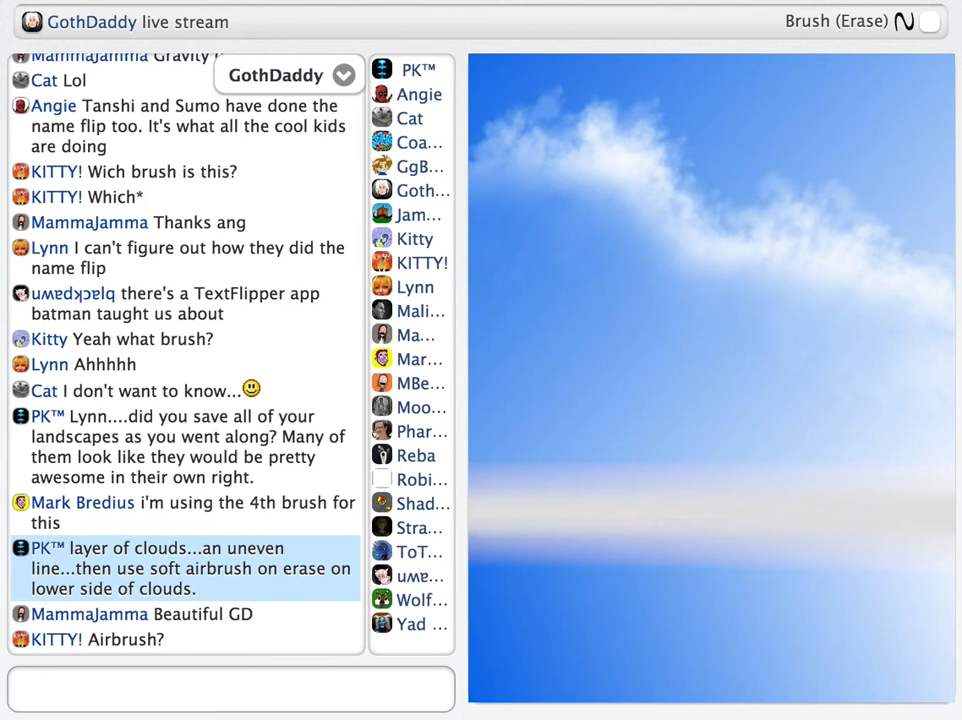 GothDaddy live stream
Brush (Erase)
MammaJamma Gravity
GothDaddy
Cat Lol
Angie Tanshi and Sumo have done the
name flip too. It's what all the cool kids
are doing
KITTY! Wich brush is this?
KITTY! Which*
MammaJamma Thanks ang
Lynn I can't figure out how they did the
name flip
uʍɐdʞɔɐlq there's a TextFlipper app
batman taught us about
Kitty Yeah what brush?
Lynn Ahhhhh
Cat I don't want to know...
PK™ Lynn....did you save all of your
landscapes as you went along? Many of
them look like they would be pretty
awesome in their own right.
Mark Bredius i'm using the 4th brush for
this
PK™ layer of clouds...an uneven
line...then use soft airbrush on erase on
lower side of clouds.
MammaJamma Beautiful GD
KITTY! Airbrush?
PK™
Angie
Cat
Coa...
GgB...
Goth...
Jam...
Kitty
KITTY!
Lynn
Mali...
Ma...
Mar...
MBe...
Moo...
Phar...
Reba
Robi...
Shad...
Stra...
ToT...
uʍɐ...
Wolf...
Yad ...